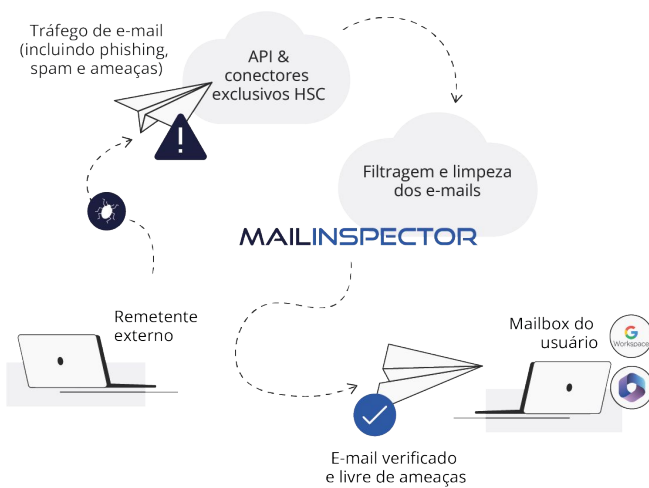 Tráfego de e-mail
(incluindo phishing,
spam e ameaças)
API &
conectores
exclusivos HSC
!
Filtragem e limpeza
dos e-mails
MAILINSPECTOR
Remetente
externo
Mailbox do
usuário
G
Workspace
E-mail verificado
e livre de ameaças